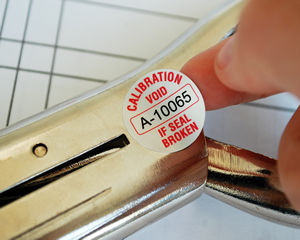 CALIBRATION
VOID
A-10065
IF SEAL
BROKEN